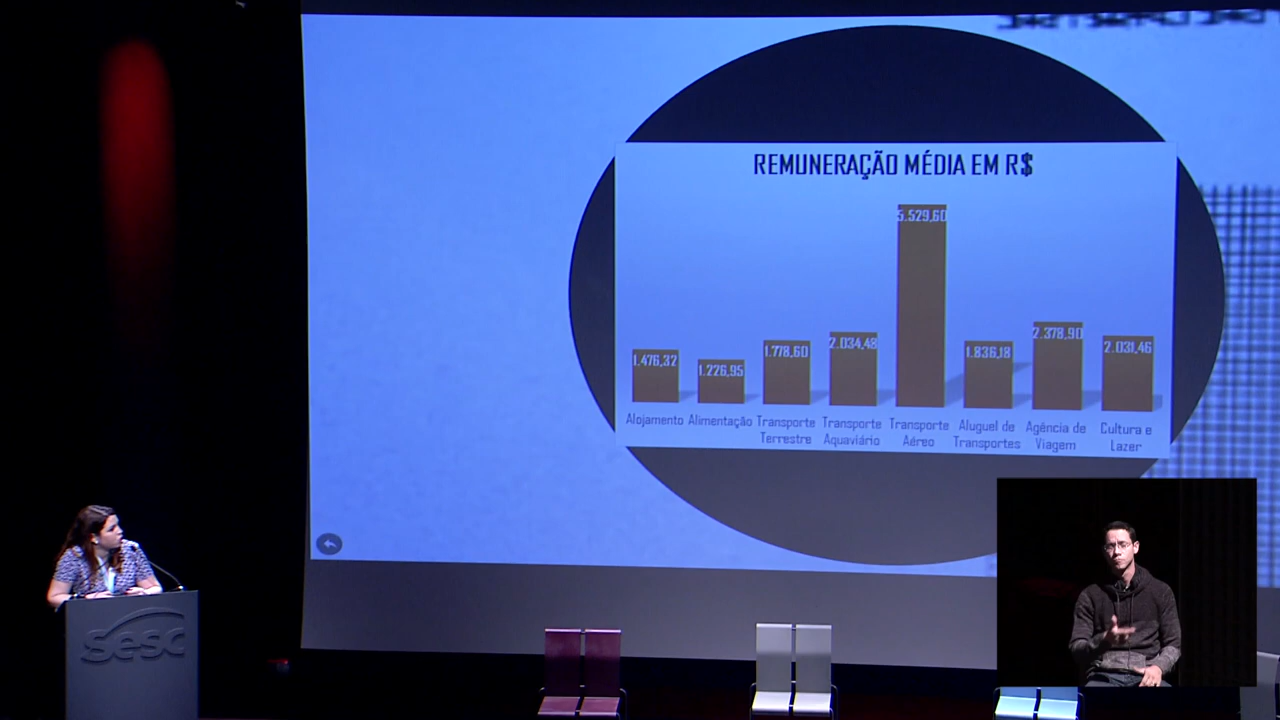 REMUNERAÇÃO MÉDIA EM R$
5.529,60
2.378,90
2.034,48
2.031,46
1.778,60
1.836,18
1.476,32
1.226,95
Alojamento Alimentação Transporte Terrestre Transporte Aquaviário Transporte Aéreo Aluguel de Transportes Agência de Viagem Cultura e Lazer
sesc